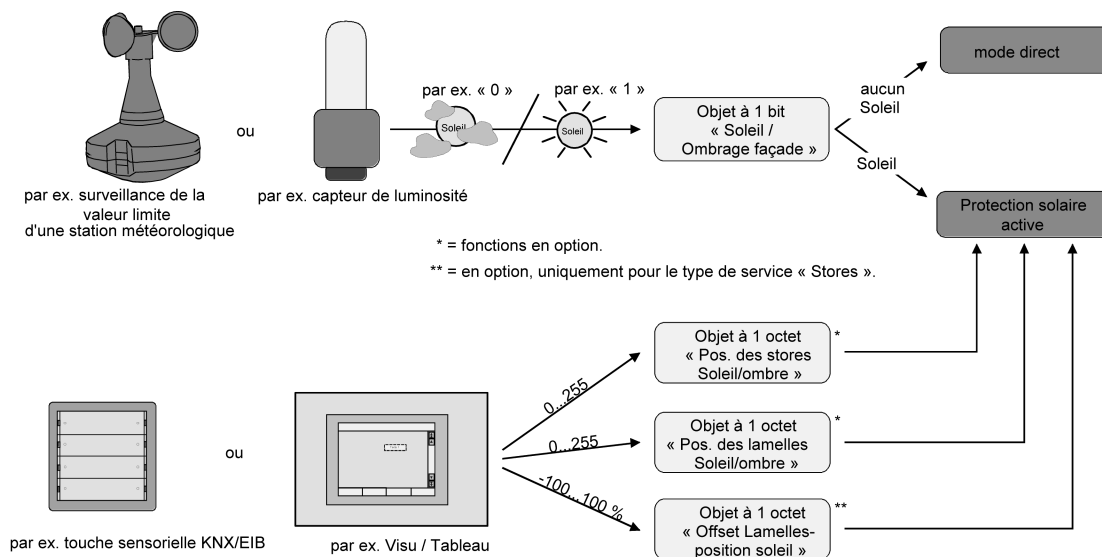 par ex. « 0 »
par ex. « 1 »
mode direct
aucun
Soleil
ou
Soleil
Soleil
Objet à 1 bit
« Soleil /
Ombrage façade »
Soleil
par ex. surveillance de la
valeur limite
d'une station météorologique
par ex. capteur de luminosité
Protection solaire
active
* = fonctions en option.
** = en option, uniquement pour le type de service « Stores ».
0...255
Objet à 1 octet
« Pos. des stores
Soleil/ombre »
*
ou
0...255
Objet à 1 octet
« Pos. des lamelles
Soleil/ombre »
*
-100...100 %
Objet à 1 octet
« Offset Lamelles-
position soleil »
**
par ex. touche sensorielle KNX/EIB
par ex. Visu / Tableau